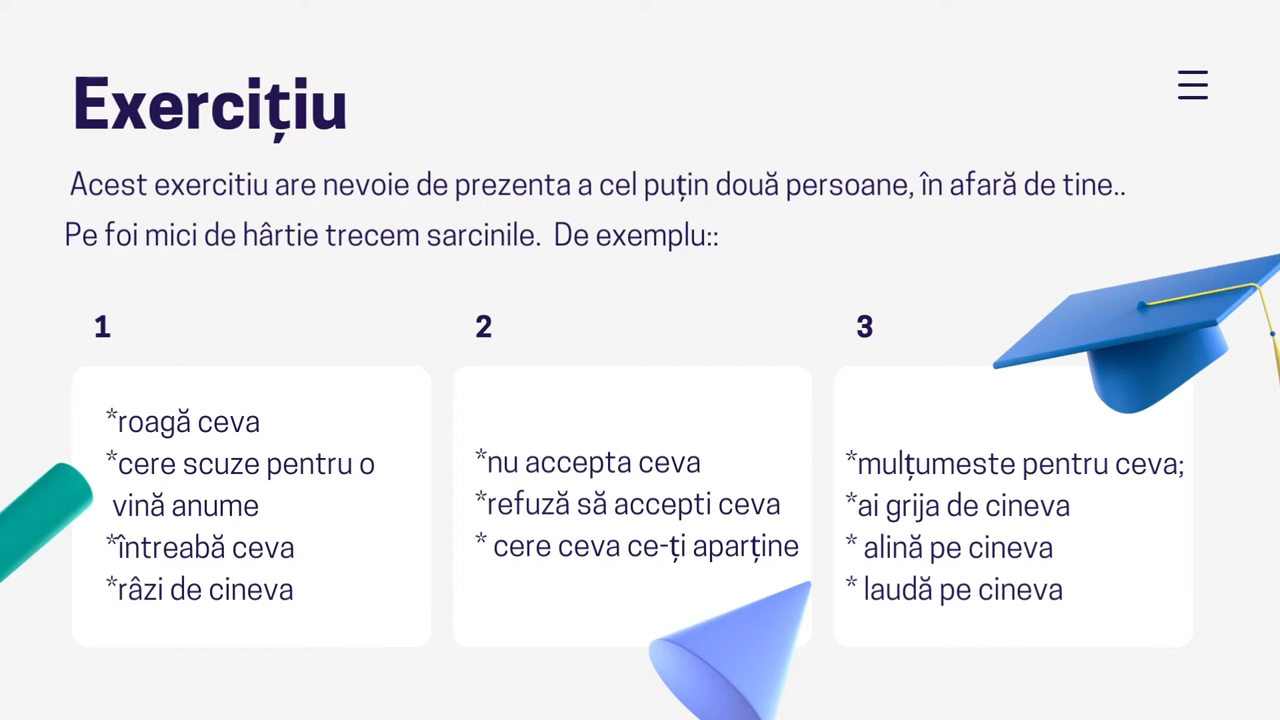 Exercițiu
Acest exercitiu are nevoie de prezenta a cel puțin două persoane, în afară de tine..
Pe foi mici de hârtie trecem sarcinile. De exemplu::
1
*roagă ceva
*cere scuze pentru o
vină anume
*întreabă ceva
*râzi de cineva
2
*nu accepta ceva
*refuză să accepti ceva
* cere ceva ce-ți aparține
3
*mulțumeste pentru ceva;
*ai grija de cineva
* alină pe cineva
* laudă pe cineva